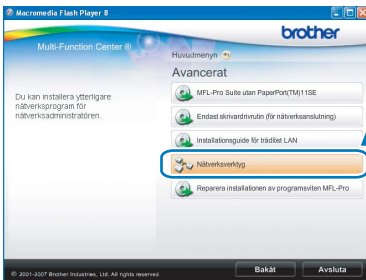 Macromedia Flash Player 8
brother
Multi-Function Center ®
Huvudmenyn
Avancerat
Du kan installera ytterligare
nätverksprogram för
nätverksadministratören.
MFL-Pro Suite utan PaperPort(TM)11SE
Endast skrivardrivrutin (för nätverksanslutning)
Installationsguide för trådlöst LAN
Nätverksverktyg
Reparera installationen av programsviten MFL-Pro
© 2001-2007 Brother Industries, Ltd. All rights reserved.
Bakåt
Avsluta